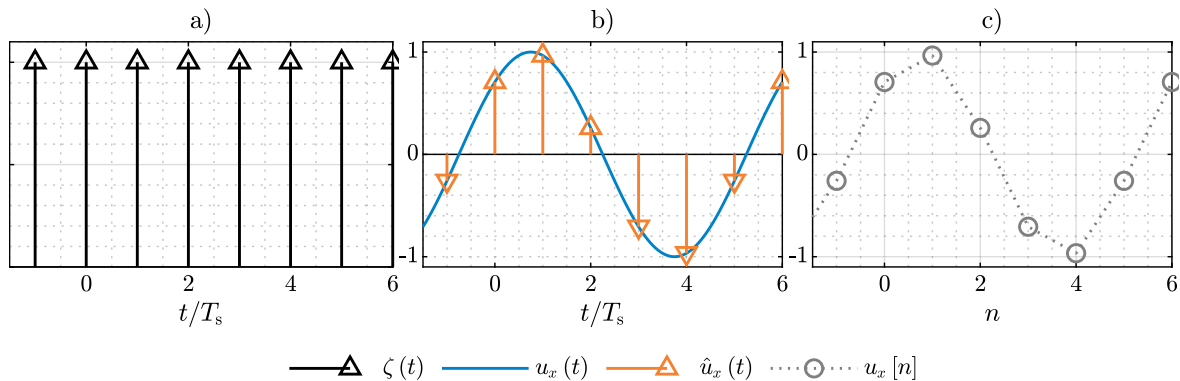 a) b) c)
1 1
0 0
-1 -1
0 2 4 6 0 2 4 6 0 2 4 6
t/Tₛ t/Tₛ n
ζ (t) uₓ (t) ûₓ (t) uₓ [n]